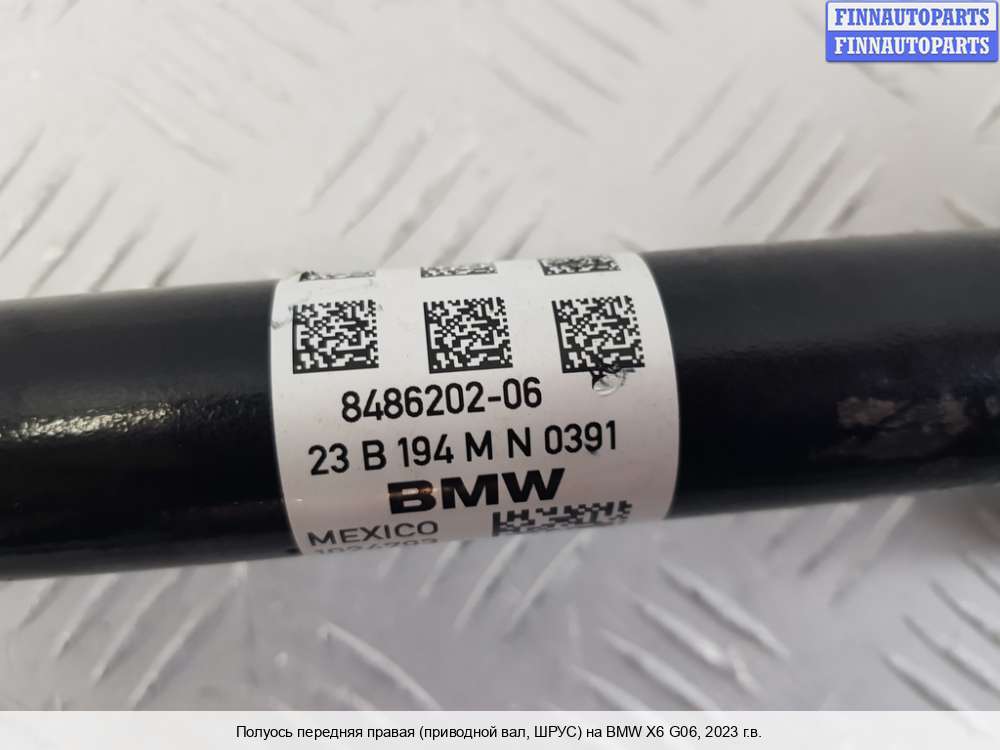 FINNAUTOPARTS
FINNAUTOPARTS
8486202-06
23 B 194 M N 0391
BMW
MEXICO
Полуось передняя правая (приводной вал, ШРУС) на BMW X6 G06, 2023 г.в.